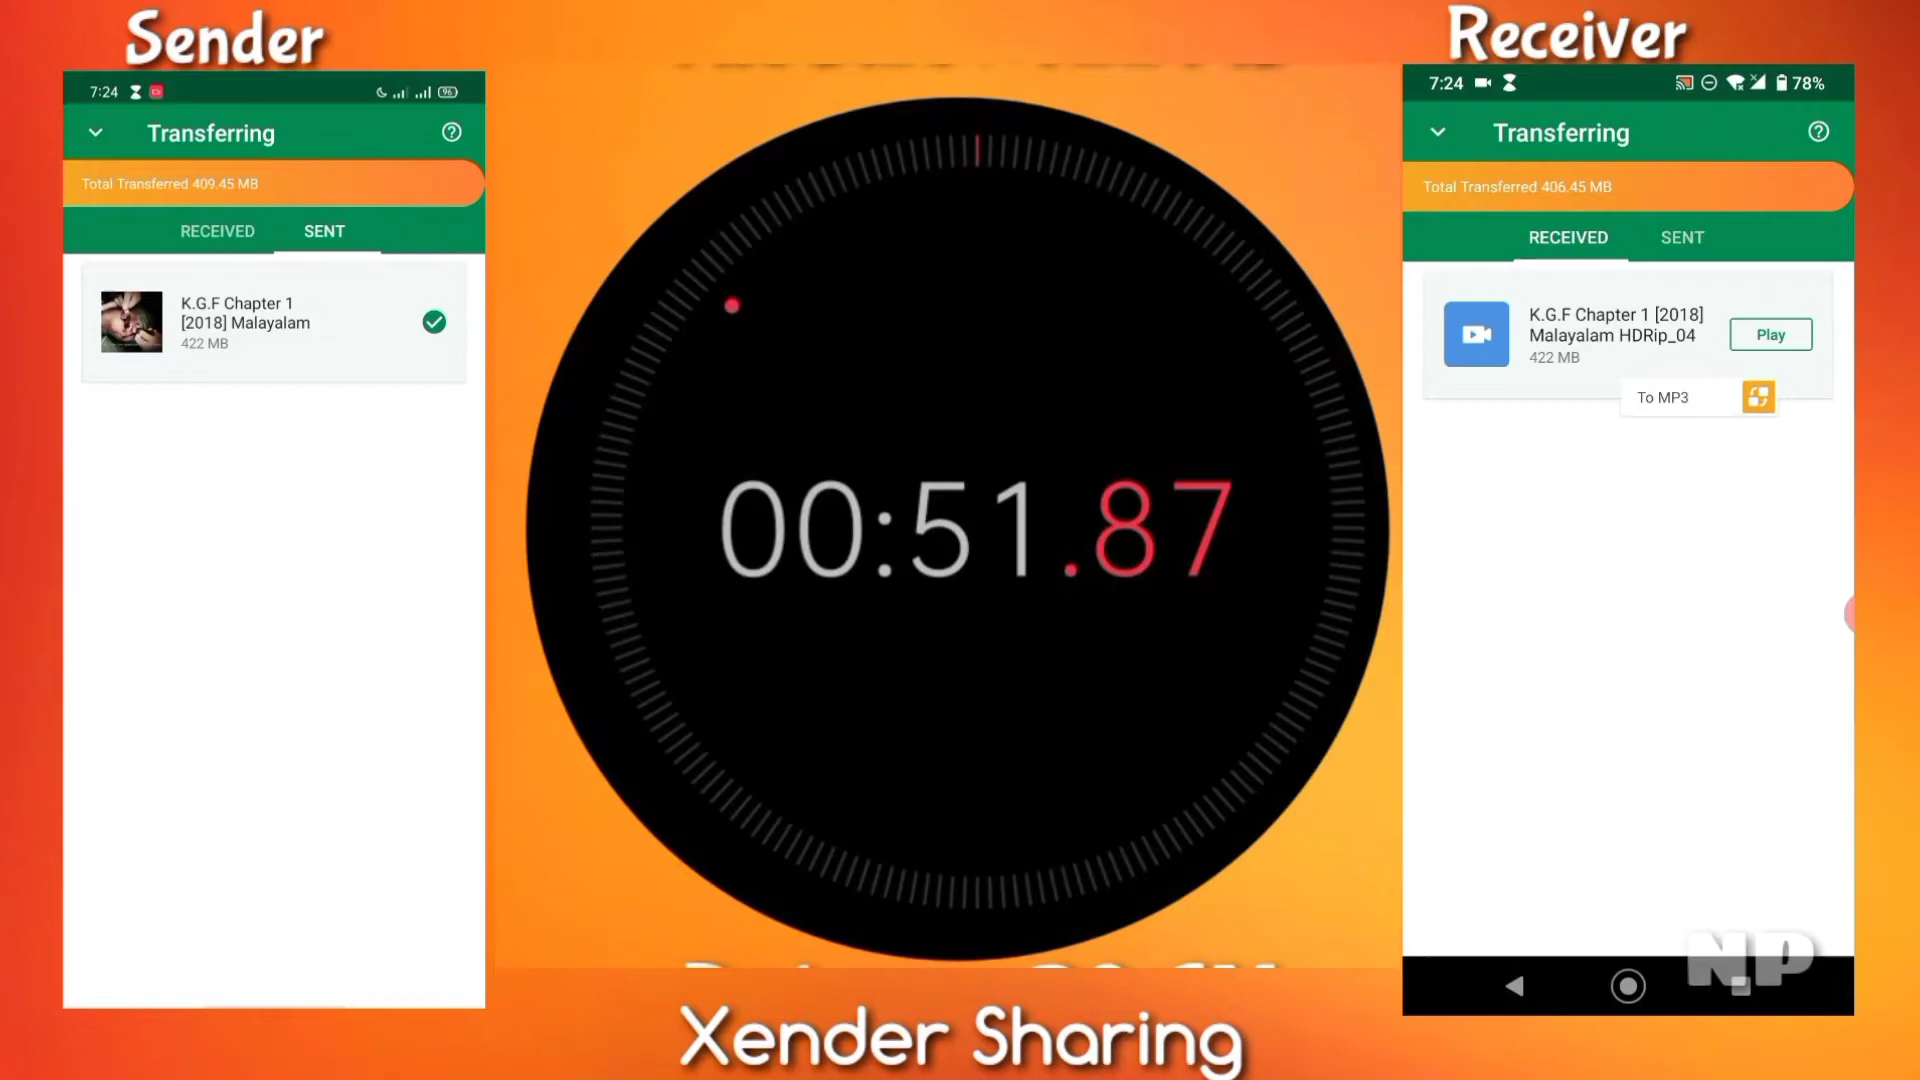 Sender
7:24
96
Transferring
Total Transferred 409.45 MB
RECEIVED SENT
K.G.F Chapter 1
[2018] Malayalam
422 MB
00:51.87
Xender Sharing
Receiver
7:24 78%
Transferring
Total Transferred 406.45 MB
RECEIVED SENT
K.G.F Chapter 1 [2018]
Malayalam HDRip_04
422 MB
Play
To MP3
NP